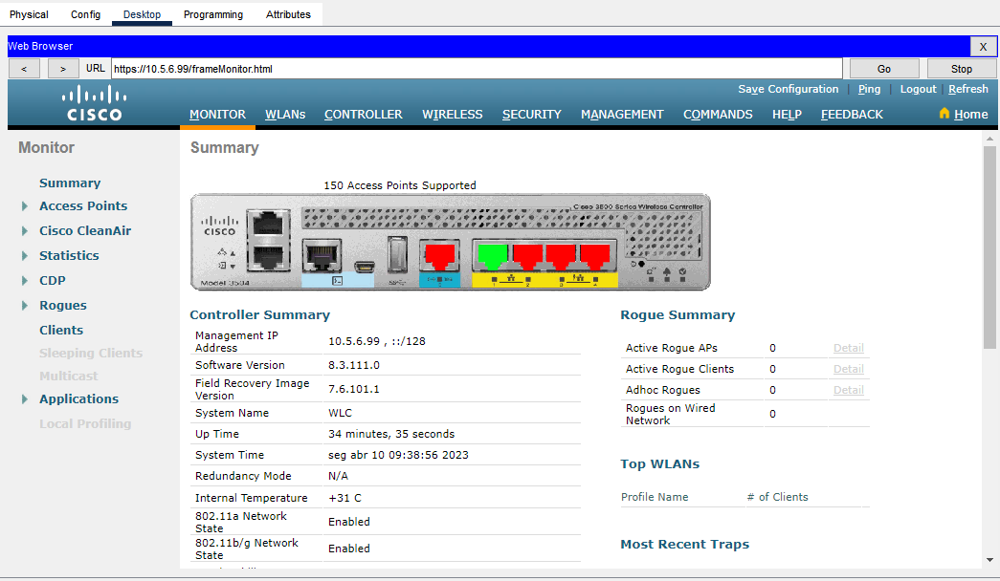 Physical Config Desktop Programming Attributes
Web Browser X
< > URL https://10.5.6.99/frameMonitor.html Go Stop
Save Configuration | Ping | Logout | Refresh
CISCO MONITOR WLANs CONTROLLER WIRELESS SECURITY MANAGEMENT COMMANDS HELP FEEDBACK Home
Monitor
Summary
Access Points
Cisco CleanAir
Statistics
CDP
Rogues
Clients
Sleeping Clients
Multicast
Applications
Local Profiling
Summary
150 Access Points Supported
Cisco 3500 Series Wireless Controller
CISCO
Model 3504
Controller Summary
Management IP
Address 10.5.6.99 , ::/128
Software Version 8.3.111.0
Field Recovery Image
Version 7.6.101.1
System Name WLC
Up Time 34 minutes, 35 seconds
System Time seg abr 10 09:38:56 2023
Redundancy Mode N/A
Internal Temperature +31 C
802.11a Network
State Enabled
802.11b/g Network
State Enabled
Rogue Summary
Active Rogue APs 0 Detail
Active Rogue Clients 0 Detail
Adhoc Rogues 0 Detail
Rogues on Wired
Network 0
Top WLANs
Profile Name # of Clients
Most Recent Traps